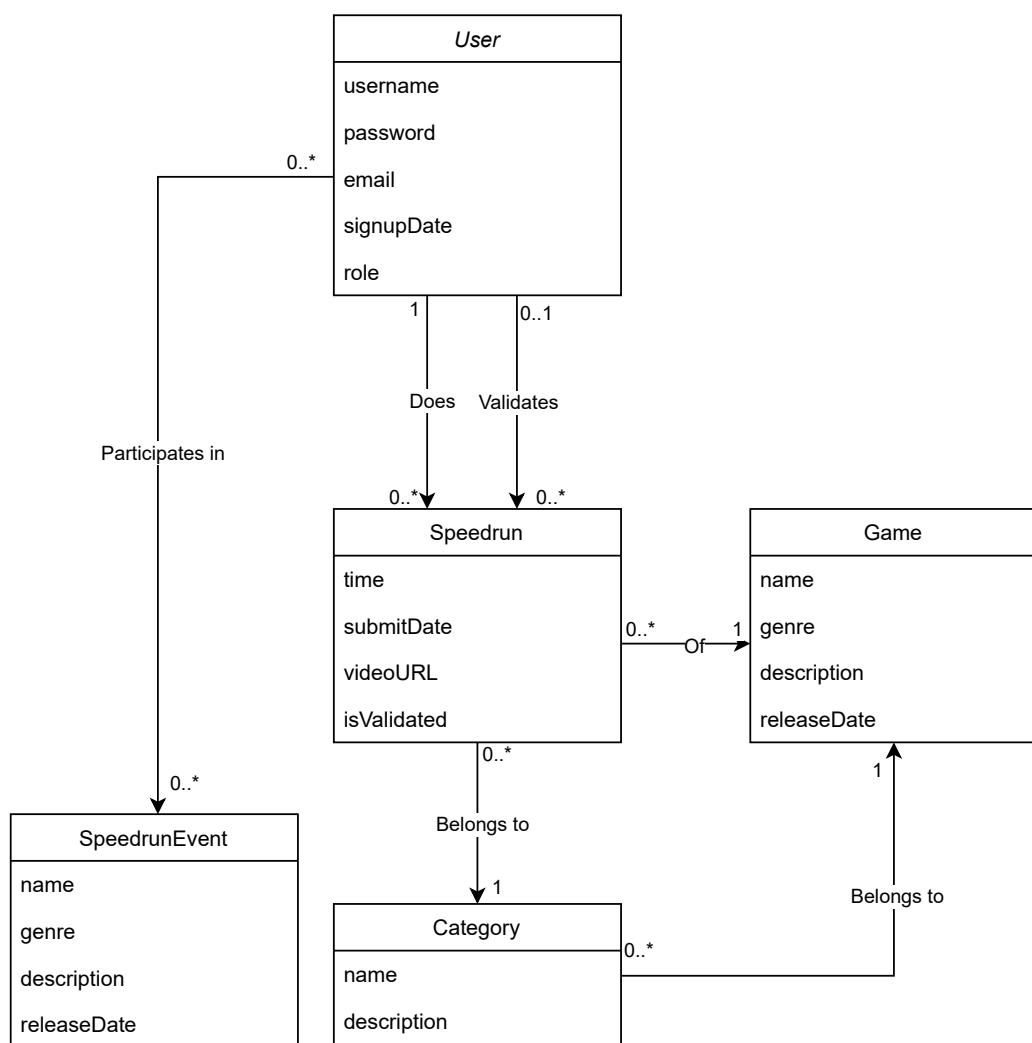 User
username
password
email
signupDate
role
0..*
1
0..1
Does
Validates
Participates in
0..*
0..*
Speedrun
time
submitDate
videoURL
isValidated
Game
name
genre
description
releaseDate
0..*
Of
1
0..*
1
0..*
Belongs to
1
SpeedrunEvent
name
genre
description
releaseDate
Category
name
description
0..*
Belongs to